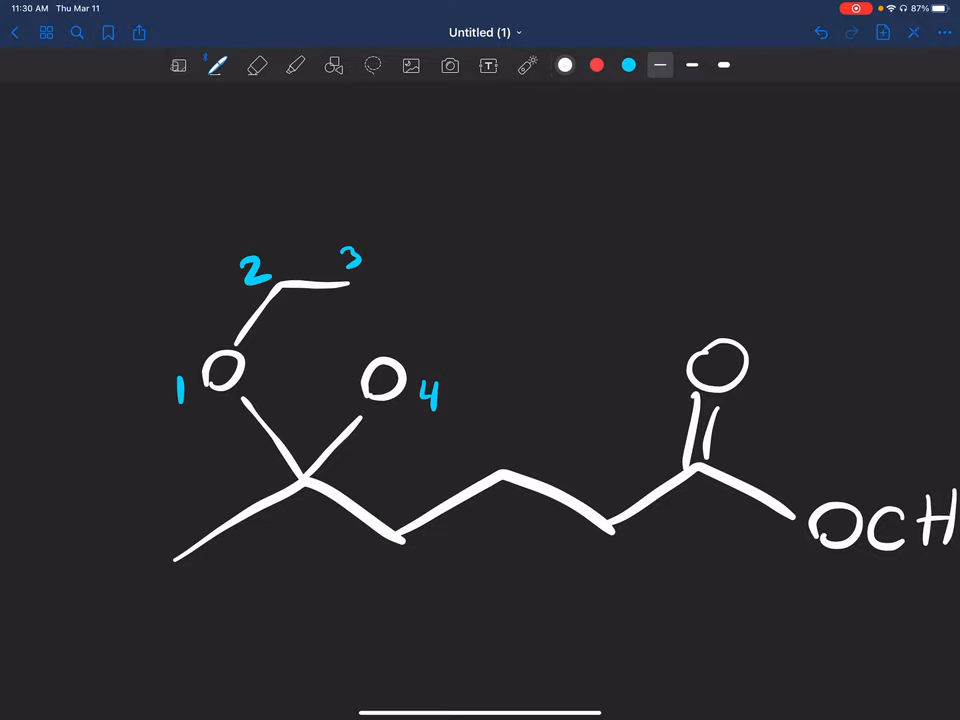 11:30 AM Thu Mar 11
87%
Untitled (1)
T
2 3
1 O O 4
O
OCH